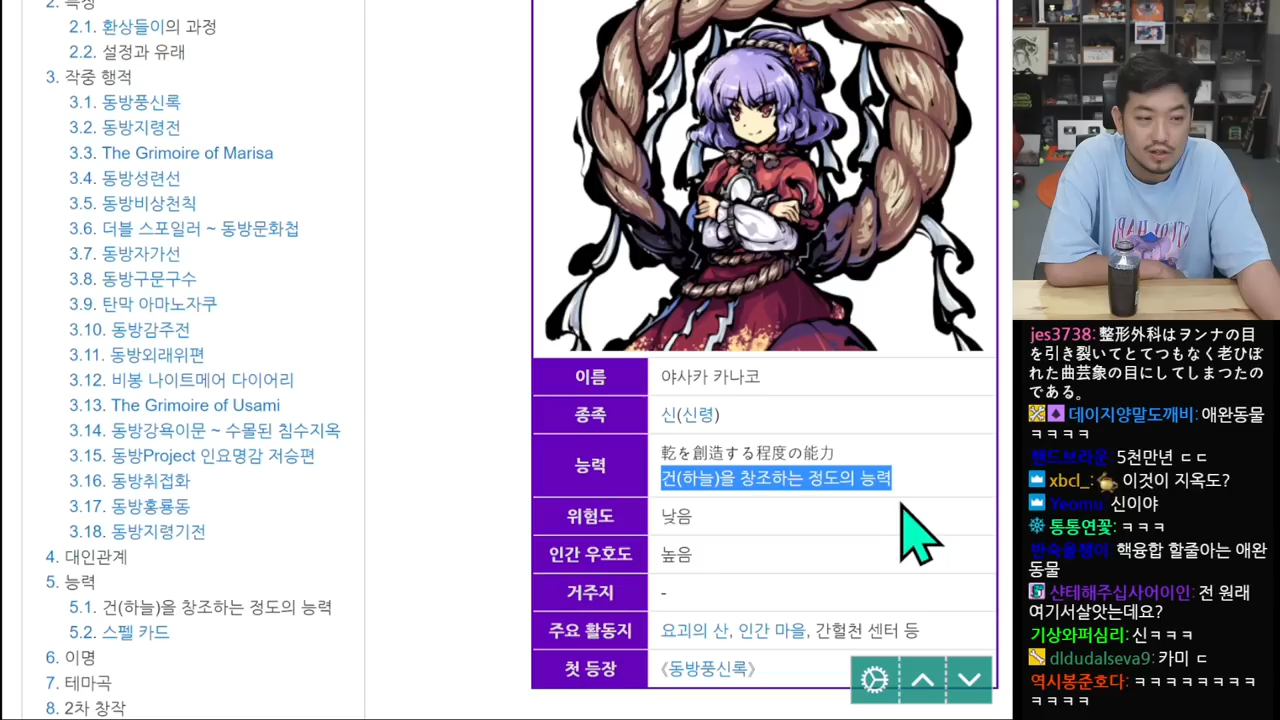 2. 특징
2.1. 환상들이의 과정
2.2. 설정과 유래
3. 작중 행적
3.1. 동방풍신록
3.2. 동방지령전
3.3. The Grimoire of Marisa
3.4. 동방성련선
3.5. 동방비상천칙
3.6. 더블 스포일러 ~ 동방문화첩
3.7. 동방자가선
3.8. 동방구문구수
3.9. 탄막 아마노자쿠
3.10. 동방감주전
3.11. 동방외래위편
3.12. 비봉 나이트메어 다이어리
3.13. The Grimoire of Usami
3.14. 동방강욕이문 ~ 수몰된 침수지옥
3.15. 동방Project 인요명감 저승편
3.16. 동방취접화
3.17. 동방홍룡동
3.18. 동방지령기전
4. 대인관계
5. 능력
5.1. 건(하늘)을 창조하는 정도의 능력
5.2. 스펠 카드
6. 이명
7. 테마곡
8. 2차 창작
이름 야사카 카나코
종족 신(신령)
능력 乾を創造する程度の能力
건(하늘)을 창조하는 정도의 능력
위험도 낮음
인간 우호도 높음
거주지 -
주요 활동지 요괴의 산, 인간 마을, 간헐천 센터 등
첫 등장 《동방풍신록》
jes3738: 整形外科はヲンナの目
を引き裂いてとてつもなく老ひぼ
れた曲芸象の目にしてしまつたの
である。
데이지양말도깨비: 애완동물
ㅋㅋㅋㅋ
핸드브라운: 5천만년 ㄷㄷ
xbcl_: 이것이 지옥도?
Yeomu: 신이야
통통연꽃: ㅋㅋㅋ
반숙올챙이: 핵융합 할줄아는 애완
동물
샨테해주십사어이인: 전 원래
여기서살앗는데요?
기상와퍼심리: 신ㅋㅋㅋ
dldudalseva9: 카미 ㄷ
역시봉준호다: ㅋㅋㅋㅋㅋㅋㅋㅋ
ㅋㅋㅋㅋ